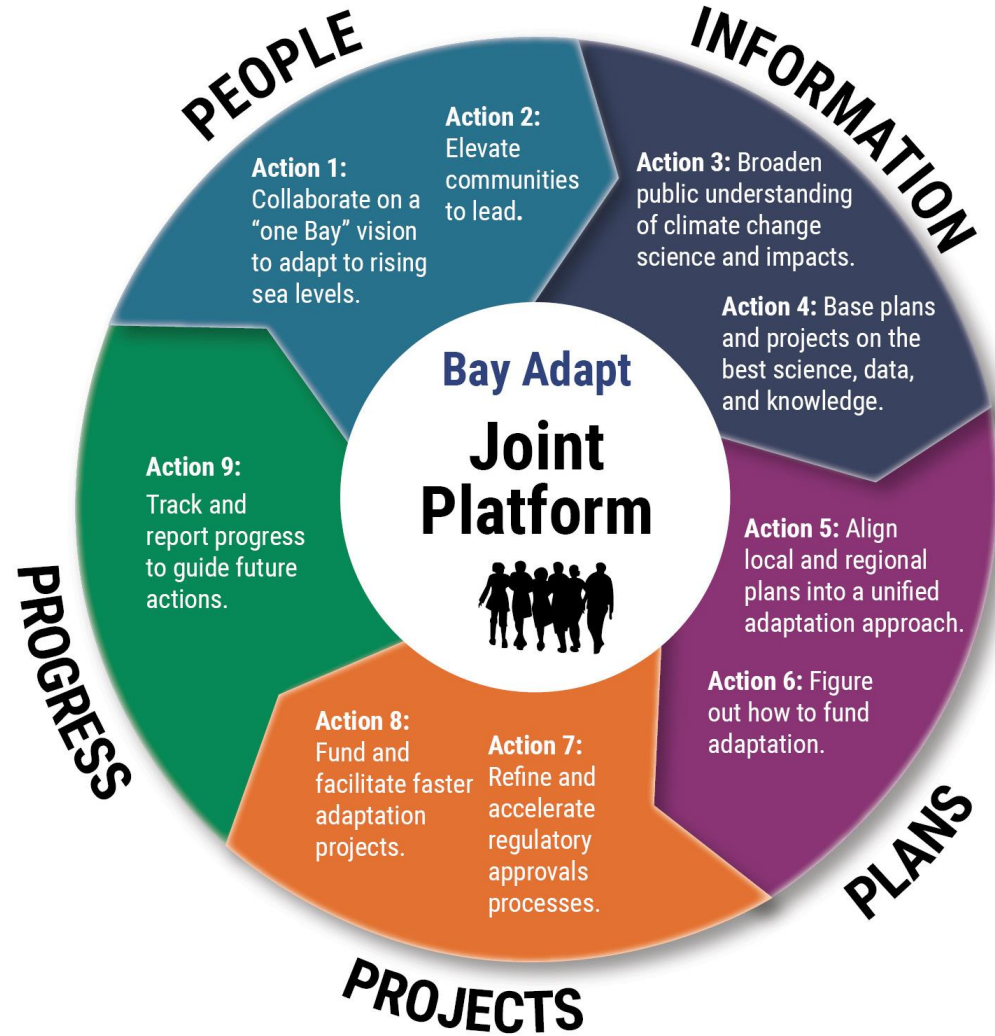 PEOPLE
Action 1:
Collaborate on a
“one Bay” vision
to adapt to rising
sea levels.
Action 2:
Elevate
communities
to lead.
INFORMATION
Action 3: Broaden
public understanding
of climate change
science and impacts.
Action 4: Base plans
and projects on the
best science, data,
and knowledge.
Bay Adapt
Joint
Platform
PLANS
Action 5: Align
local and regional
plans into a unified
adaptation approach.
Action 6: Figure
out how to fund
adaptation.
PROJECTS
Action 7:
Refine and
accelerate
regulatory
approvals
processes.
Action 8:
Fund and
facilitate faster
adaptation
projects.
PROGRESS
Action 9:
Track and
report progress
to guide future
actions.